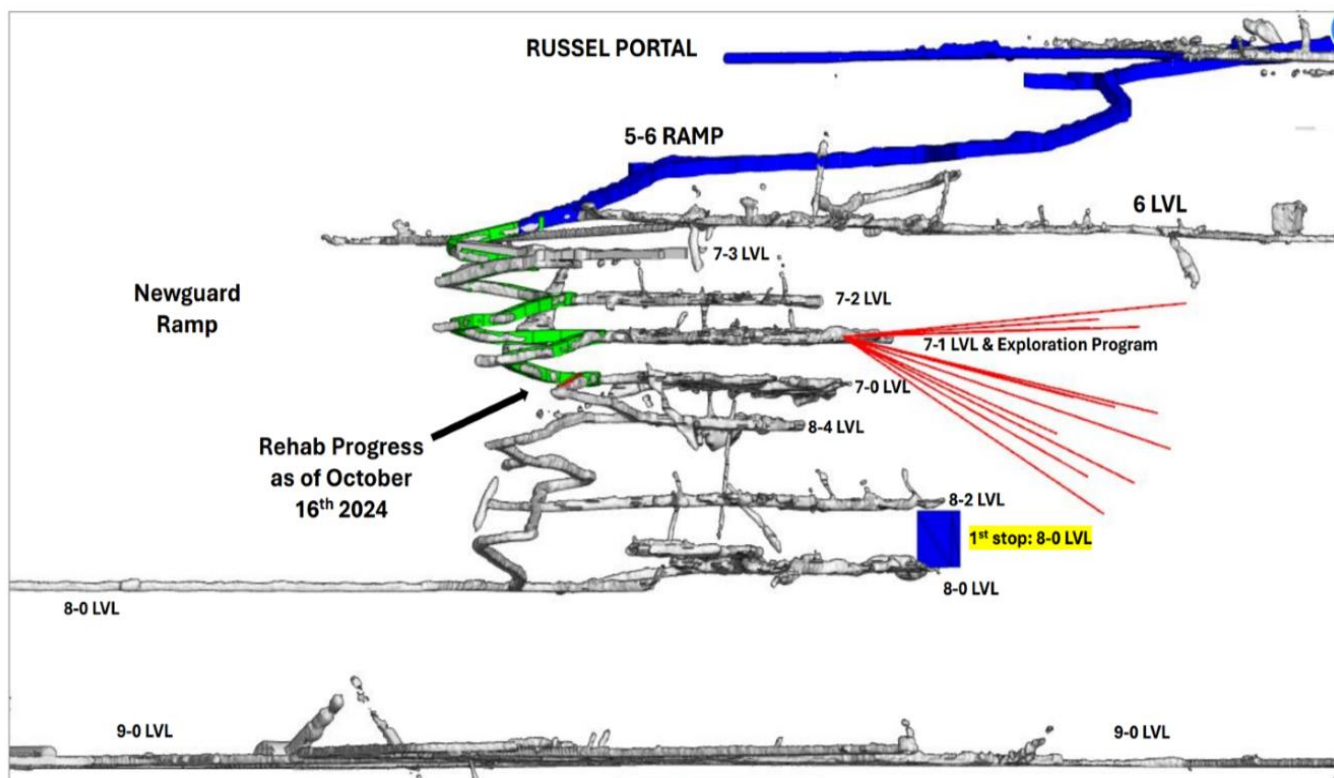 RUSSEL PORTAL
5-6 RAMP
6 LVL
7-3 LVL
Newguard
Ramp
7-2 LVL
7-1 LVL & Exploration Program
7-0 LVL
8-4 LVL
Rehab Progress
as of October
16th 2024
8-2 LVL
1st stop: 8-0 LVL
8-0 LVL
8-0 LVL
9-0 LVL
9-0 LVL